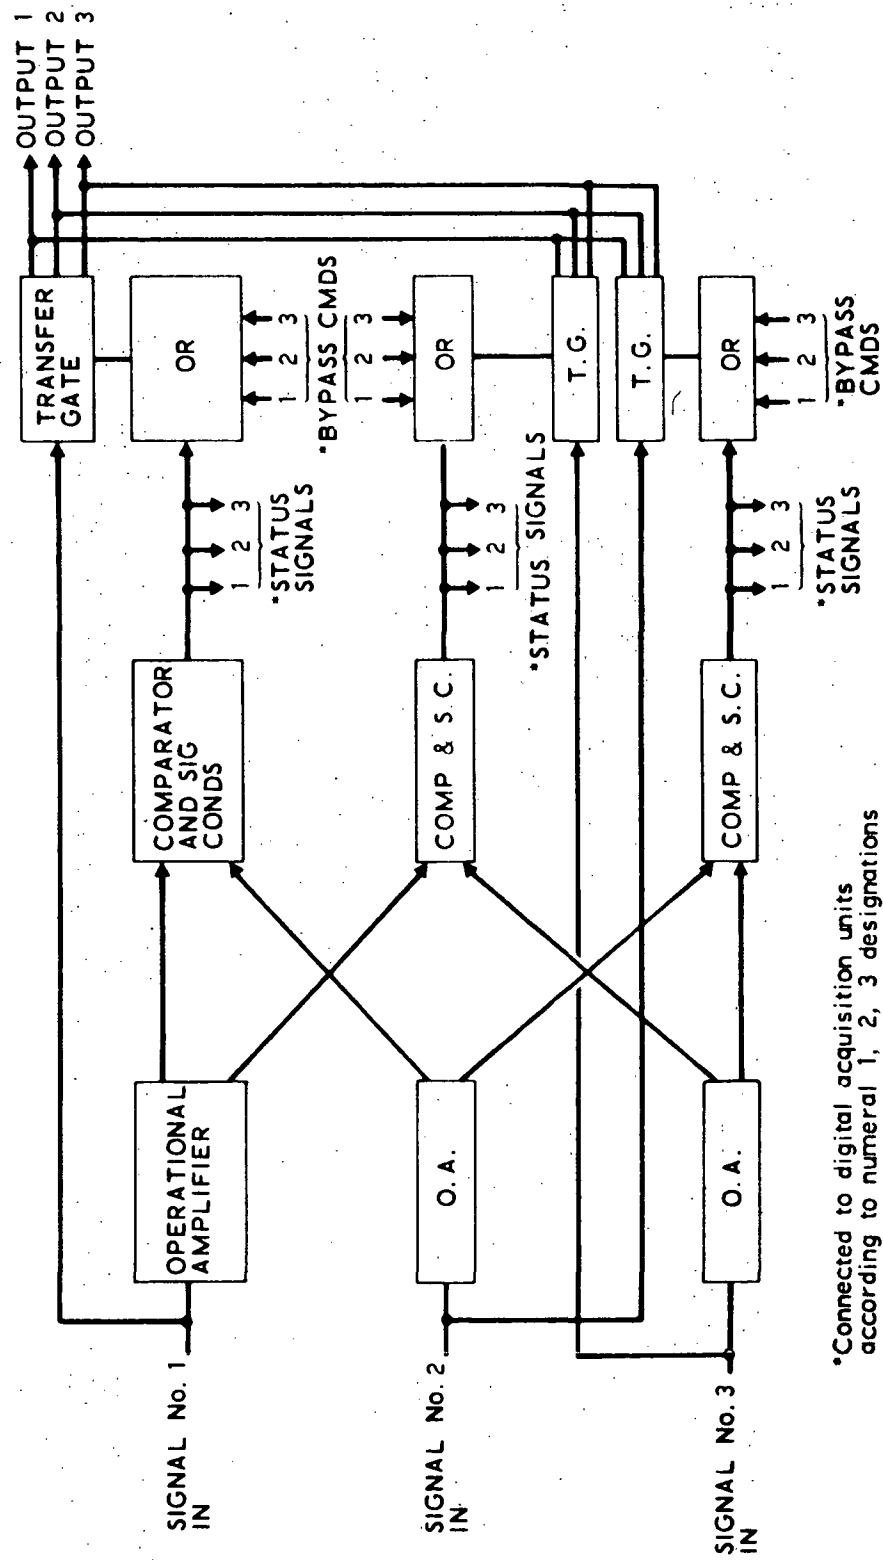 OUTPUT 1
OUTPUT 2
OUTPUT 3
TRANSFER
GATE
OR
1 2 3
*BYPASS CMDS
1 2 3
OR
T.G.
T.G.
OR
1 2 3
*BYPASS
CMDS
1 2 3
*STATUS
SIGNALS
1 2 3
*STATUS SIGNALS
1 2 3
*STATUS
SIGNALS
COMPARATOR
AND SIG
CONDS
COMP & S.C.
COMP & S.C.
OPERATIONAL
AMPLIFIER
O.A.
O.A.
SIGNAL No. 1
IN
SIGNAL No. 2
IN
SIGNAL No. 3
IN
*Connected to digital acquisition units
according to numeral 1, 2, 3 designations